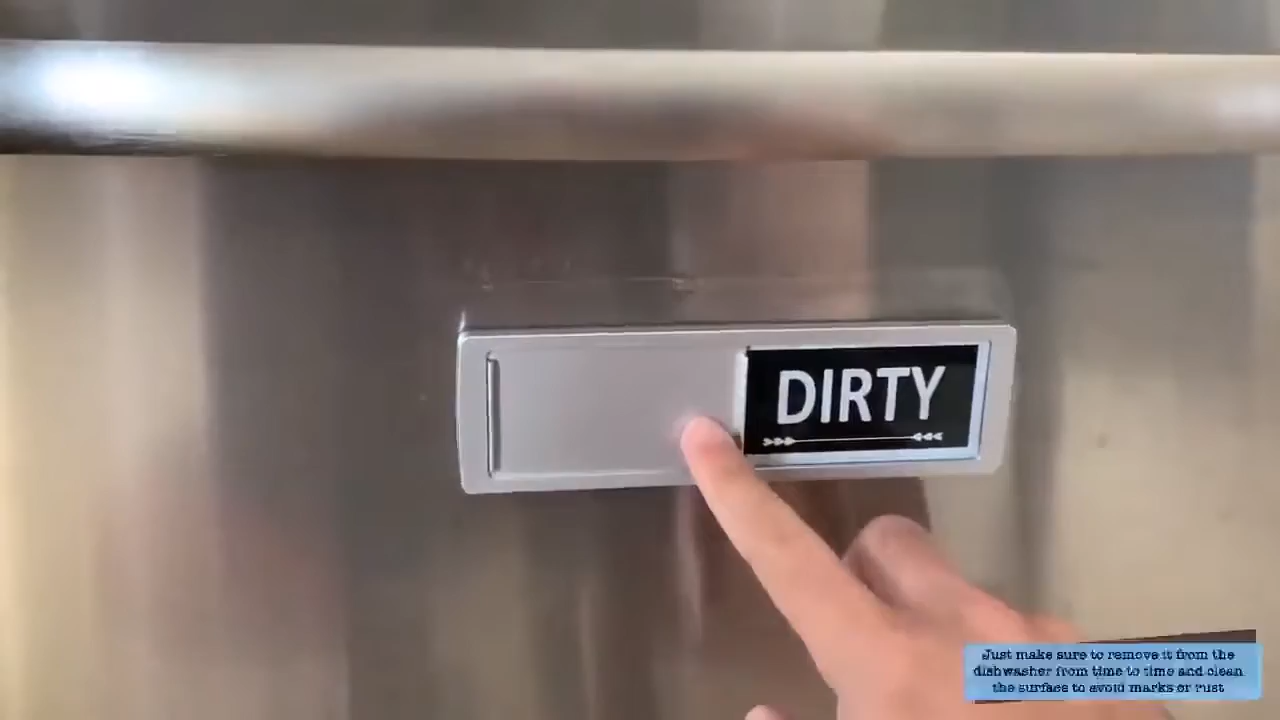 DIRTY
Just make sure to remove it from the
dishwasher from time to time and clean
the surface to avoid marks or rust